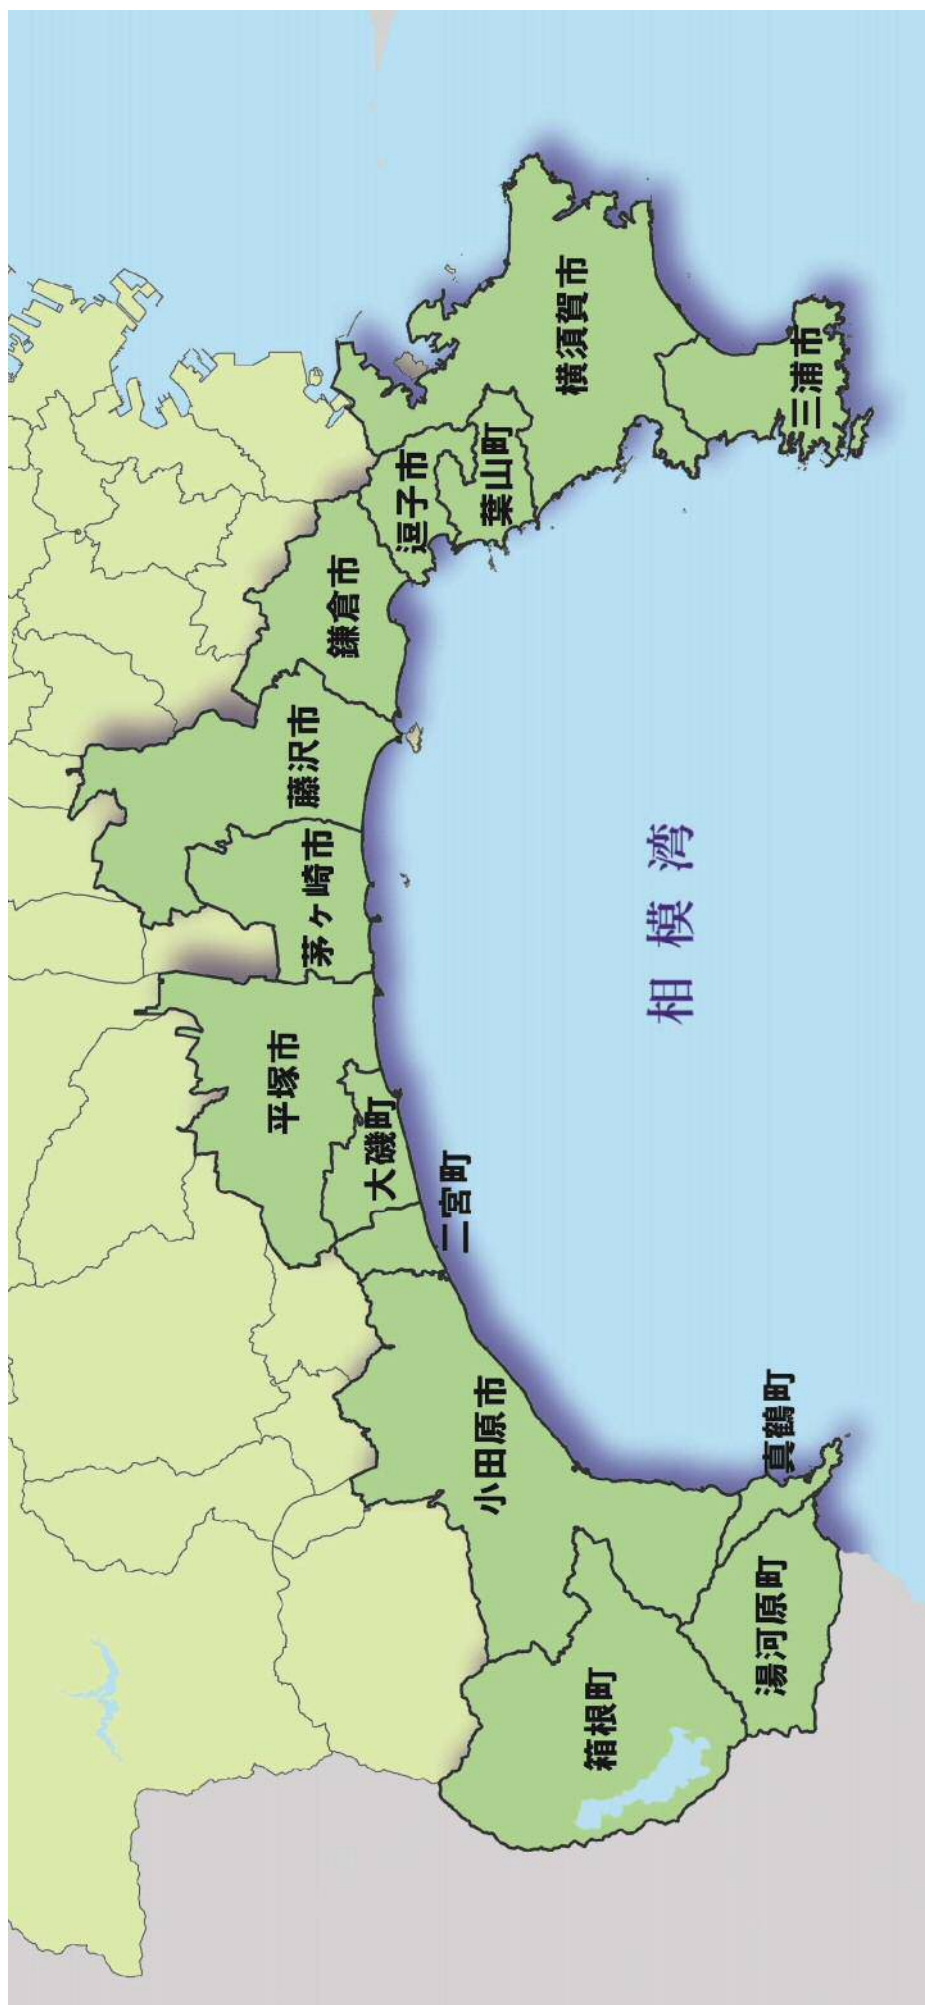 横須賀市
三浦市
葉山町
逗子市
鎌倉市
藤沢市
茅ヶ崎市
平塚市
大磯町
二宮町
小田原市
真鶴町
湯河原町
箱根町
相模湾